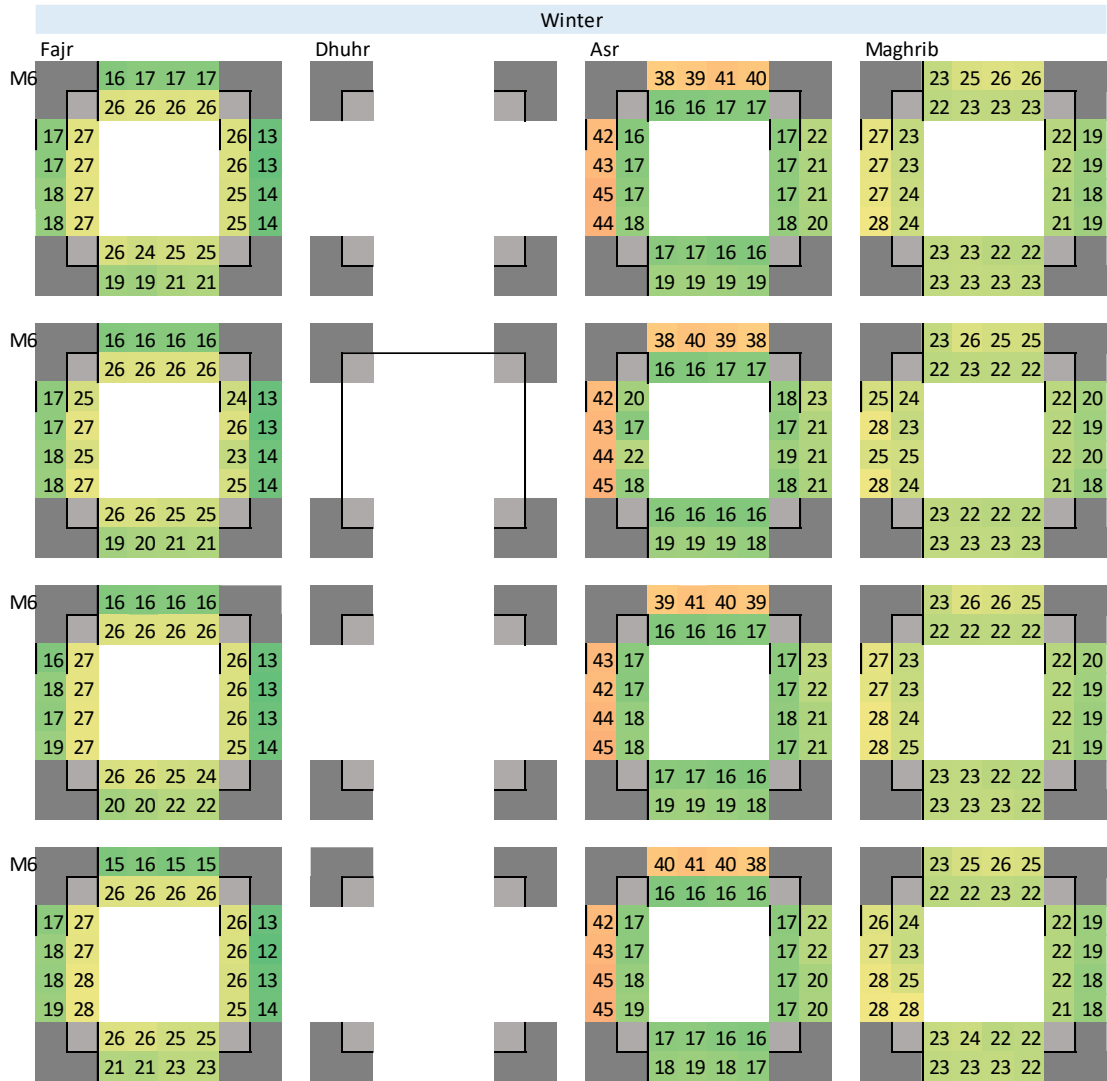 Winter
Fajr Dhuhr Asr Maghrib
M6 16 17 17 17 38 39 41 40 23 25 26 26
26 26 26 26 16 16 17 17 22 23 23 23
17 27 26 13 42 16 17 22 27 23 22 19
17 27 26 13 43 17 17 21 27 23 22 19
18 27 25 14 45 17 17 21 27 24 21 18
18 27 25 14 44 18 18 20 28 24 21 19
26 24 25 25 17 17 16 16 23 23 22 22
19 19 21 21 19 19 19 19 23 23 23 23
M6 16 16 16 16 38 40 39 38 23 26 25 25
26 26 26 26 16 16 17 17 22 23 22 22
17 25 24 13 42 20 18 23 25 24 22 20
17 27 26 13 43 17 17 21 28 23 22 19
18 25 23 14 44 22 19 21 25 25 22 20
18 27 25 14 45 18 18 21 28 24 21 18
26 26 25 25 16 16 16 16 23 22 22 22
19 20 21 21 19 19 19 18 23 23 23 23
M6 16 16 16 16 39 41 40 39 23 26 26 25
26 26 26 26 16 16 16 17 22 22 22 22
16 27 26 13 43 17 17 23 27 23 22 20
18 27 26 13 42 17 17 22 27 23 22 19
17 27 26 13 44 18 18 21 28 24 22 19
19 27 25 14 45 18 17 21 28 25 21 19
26 26 25 24 17 17 16 16 23 23 22 22
20 20 22 22 19 19 19 18 23 23 23 22
M6 15 16 15 15 40 41 40 38 23 25 26 25
26 26 26 26 16 16 16 16 22 22 23 22
17 27 26 13 42 17 17 22 26 24 22 19
18 27 26 12 43 17 17 22 27 23 22 19
18 28 26 13 45 18 17 20 28 25 22 18
19 28 25 14 45 19 17 20 28 28 21 18
26 26 25 25 17 17 16 16 23 24 22 22
21 21 23 23 18 19 18 17 23 23 23 22